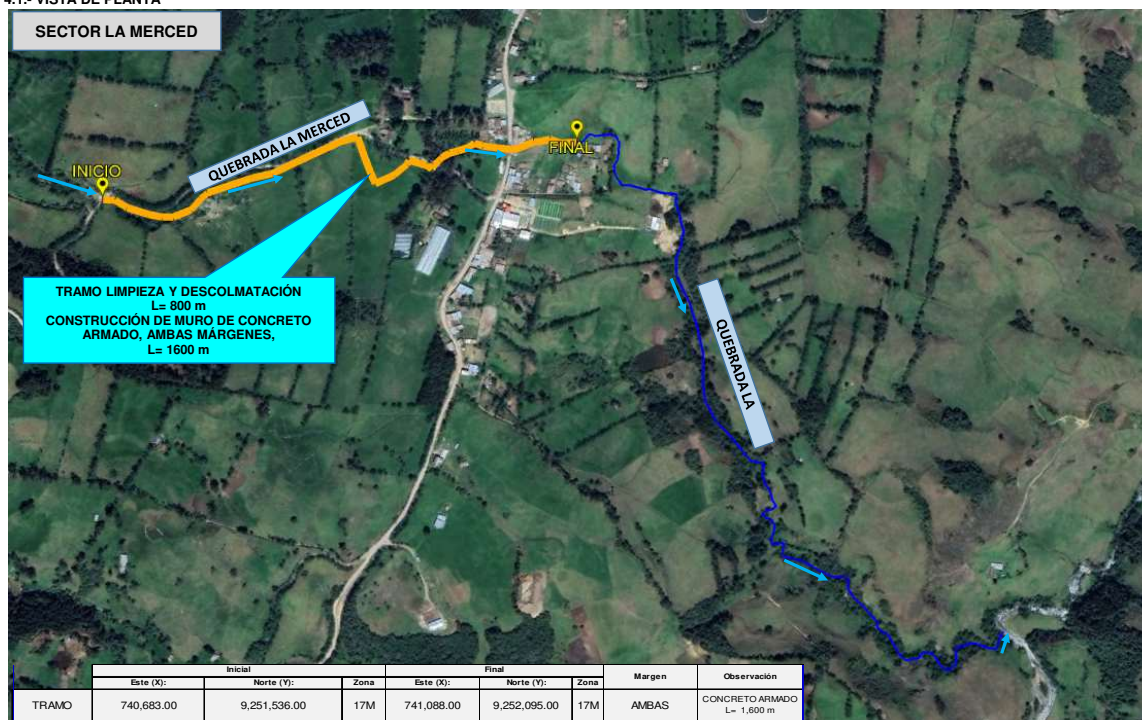 4.1.- VISTA DE PLANTA
SECTOR LA MERCED
QUEBRADA LA MERCED
INICIO
FINAL
TRAMO LIMPIEZA Y DESCOLMATACIÓN
L= 800 m
CONSTRUCCIÓN DE MURO DE CONCRETO
ARMADO, AMBAS MÁRGENES,
L= 1600 m
QUEBRADA LA
Inicial Final Margen Observación
Este (X): Norte (Y): Zona Este (X): Norte (Y): Zona
TRAMO 740,683.00 9,251,536.00 17M 741,088.00 9,252,095.00 17M AMBAS CONCRETO ARMADO
L= 1,600 m